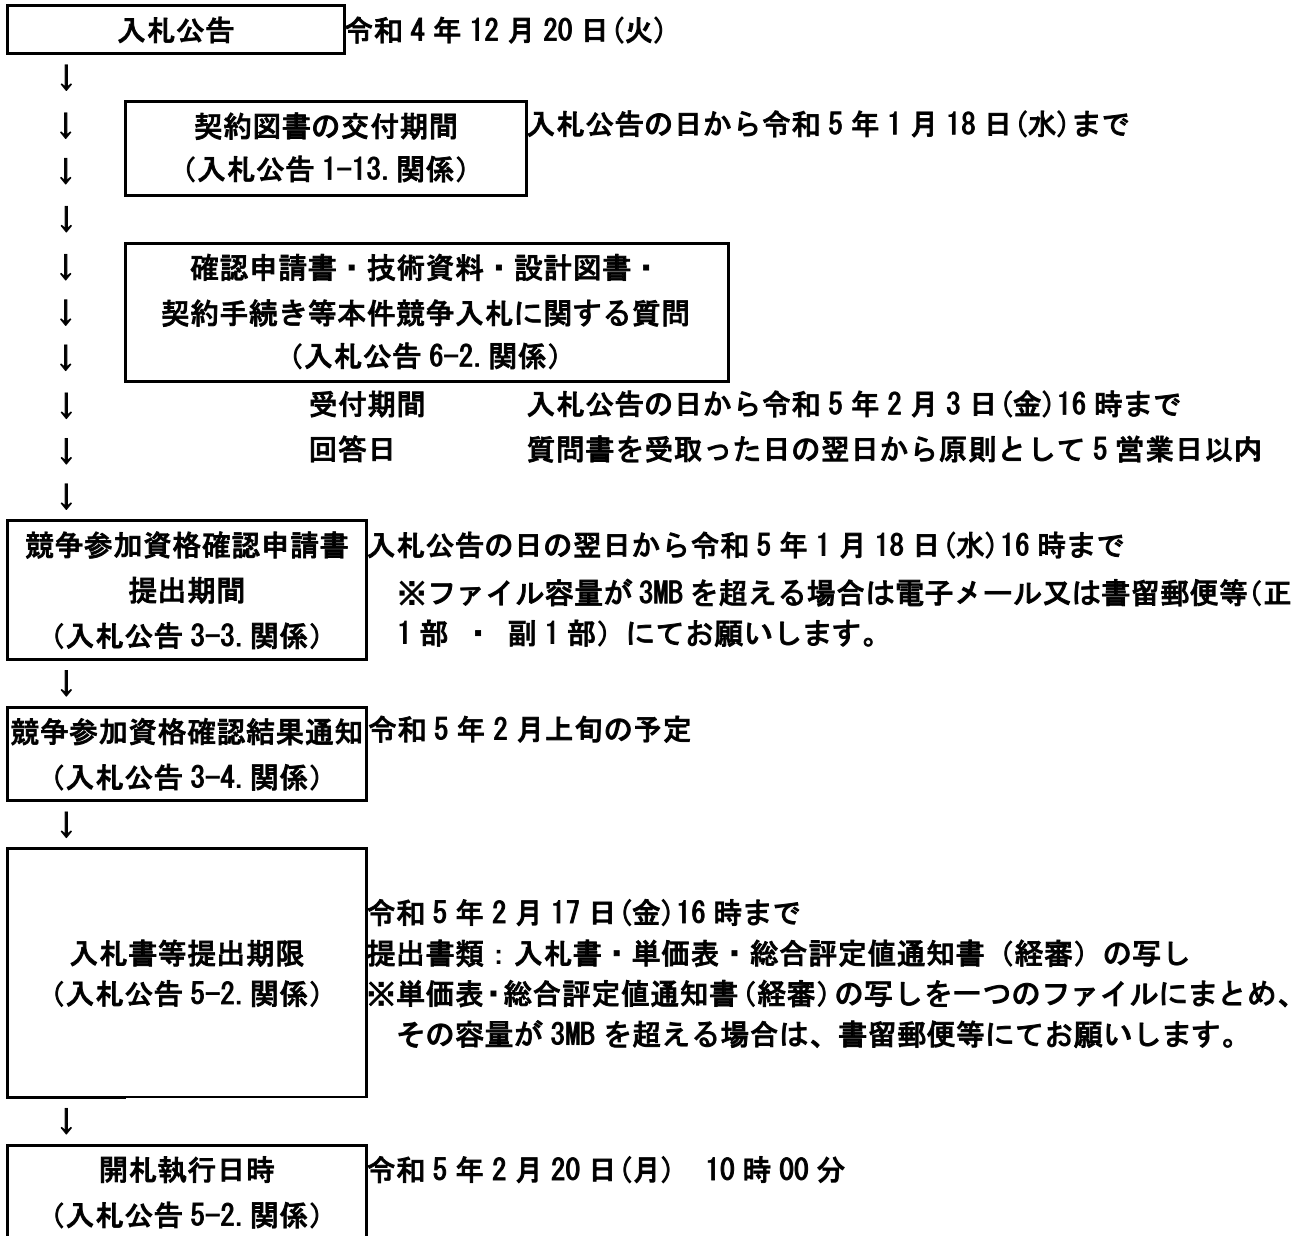 入札公告 令和4年12月20日(火)
↓
↓ 契約図書の交付期間 入札公告の日から令和5年1月18日(水)まで
↓ (入札公告1-13.関係)
↓
↓ 確認申請書・技術資料・設計図書・
↓ 契約手続き等本件競争入札に関する質問
↓ (入札公告6-2.関係)
↓ 受付期間 入札公告の日から令和5年2月3日(金)16時まで
↓ 回答日 質問書を受取った日の翌日から原則として5営業日以内
↓
競争参加資格確認申請書 入札公告の日の翌日から令和5年1月18日(水)16時まで
提出期間 ※ファイル容量が3MBを超える場合は電子メール又は書留郵便等(正
(入札公告3-3.関係) 1部 ・ 副1部) にてお願いします。
↓
競争参加資格確認結果通知 令和5年2月上旬の予定
(入札公告3-4.関係)
↓
令和5年2月17日(金)16時まで
入札書等提出期限 提出書類:入札書・単価表・総合評定値通知書(経審)の写し
(入札公告5-2.関係) ※単価表・総合評定値通知書(経審)の写しを一つのファイルにまとめ、
その容量が3MBを超える場合は、書留郵便等にてお願いします。
↓
開札執行日時 令和5年2月20日(月) 10時00分
(入札公告5-2.関係)